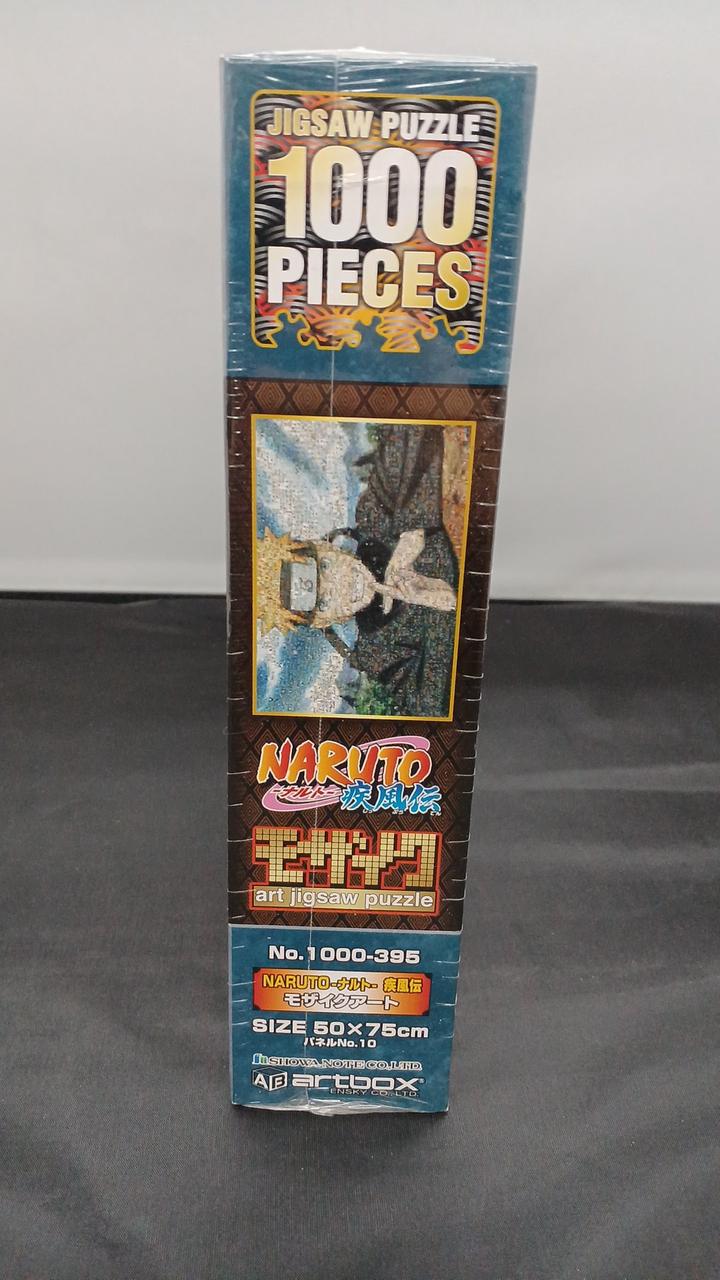 JIGSAW PUZZLE
1000
PIECES
NARUTO
-ナルト-
疾風伝
モザイク
art jigsaw puzzle
No.1000-395
NARUTO-ナルト- 疾風伝
モザイクアート
SIZE 50×75cm
パネルNo.10
SHOWA NOTE CO.,LTD.
AB artbox®
ENSKY CO., LTD.